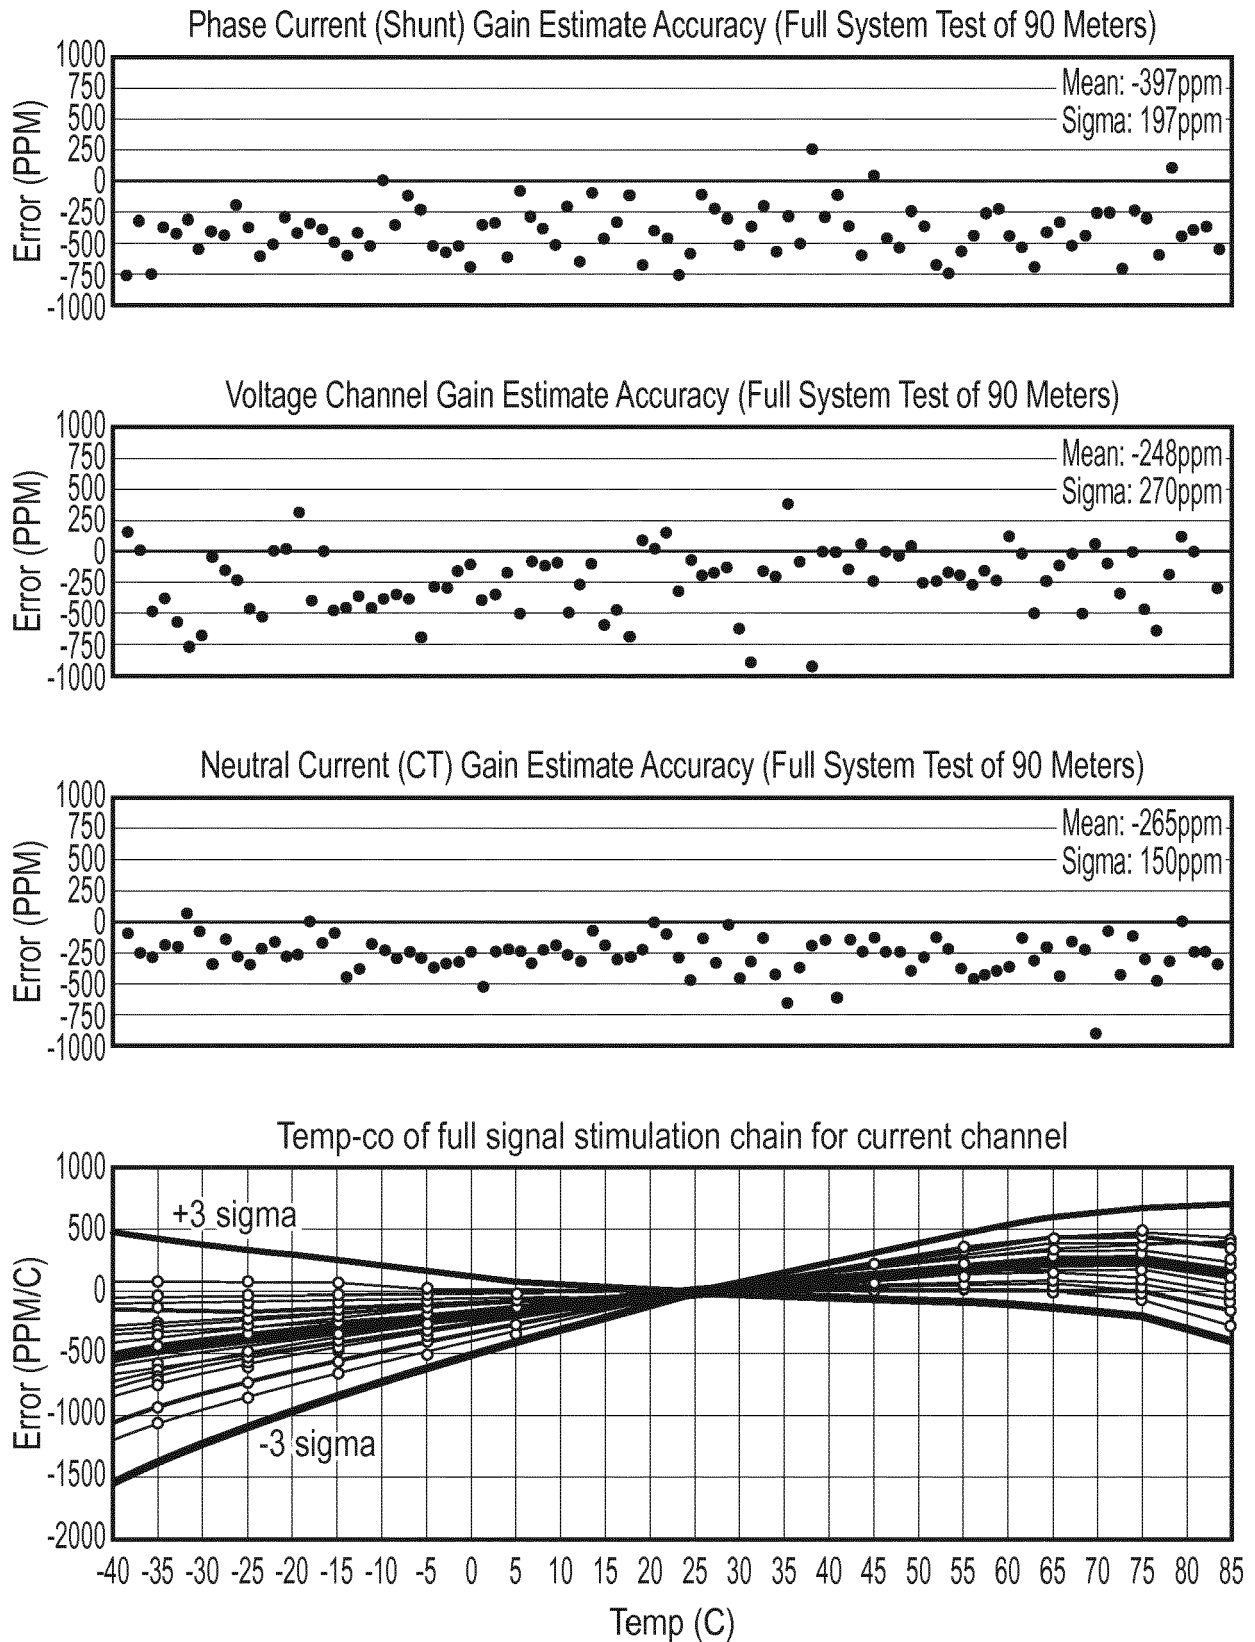 Phase Current (Shunt) Gain Estimate Accuracy (Full System Test of 90 Meters)
Error (PPM)
1000
750
500
250
0
-250
-500
-750
-1000
Mean: -397ppm
Sigma: 197ppm
Voltage Channel Gain Estimate Accuracy (Full System Test of 90 Meters)
Error (PPM)
1000
750
500
250
0
-250
-500
-750
-1000
Mean: -248ppm
Sigma: 270ppm
Neutral Current (CT) Gain Estimate Accuracy (Full System Test of 90 Meters)
Error (PPM)
1000
750
500
250
0
-250
-500
-750
-1000
Mean: -265ppm
Sigma: 150ppm
Temp-co of full signal stimulation chain for current channel
Error (PPM/C)
1000
500
0
-500
-1000
-1500
-2000
+3 sigma
-3 sigma
-40 -35 -30 -25 -20 -15 -10 -5 0 5 10 15 20 25 30 35 40 45 50 55 60 65 70 75 80 85
Temp (C)